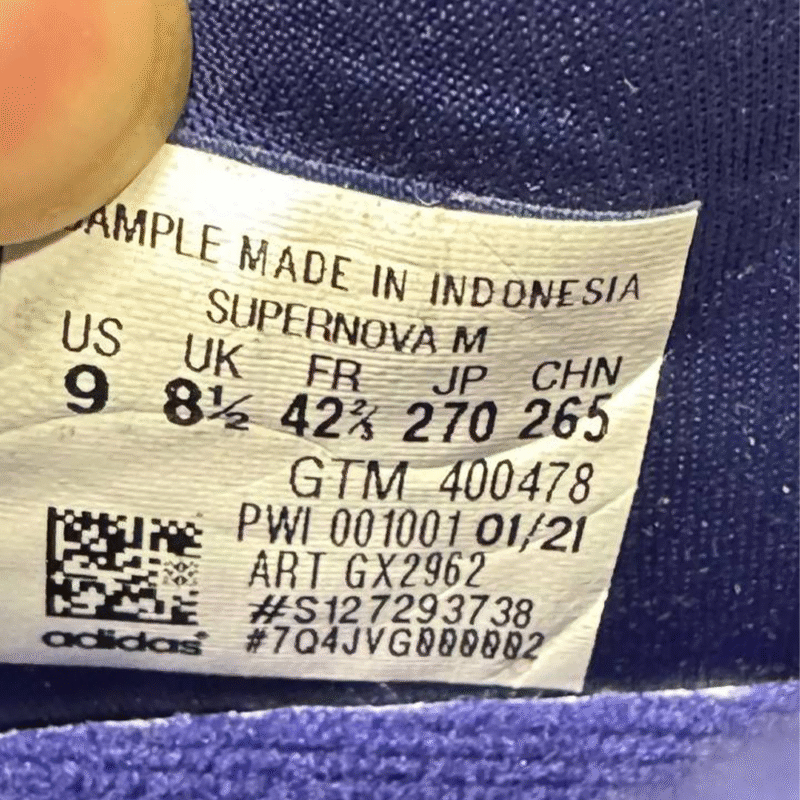 SAMPLE MADE IN INDONESIA
SUPERNOVA M
US UK FR JP CHN
9 8½ 42⅔ 270 265
GTM 400478
PWI 001001 01/21
ART GX2962
#S127293738
adidas #7Q4JVG000002